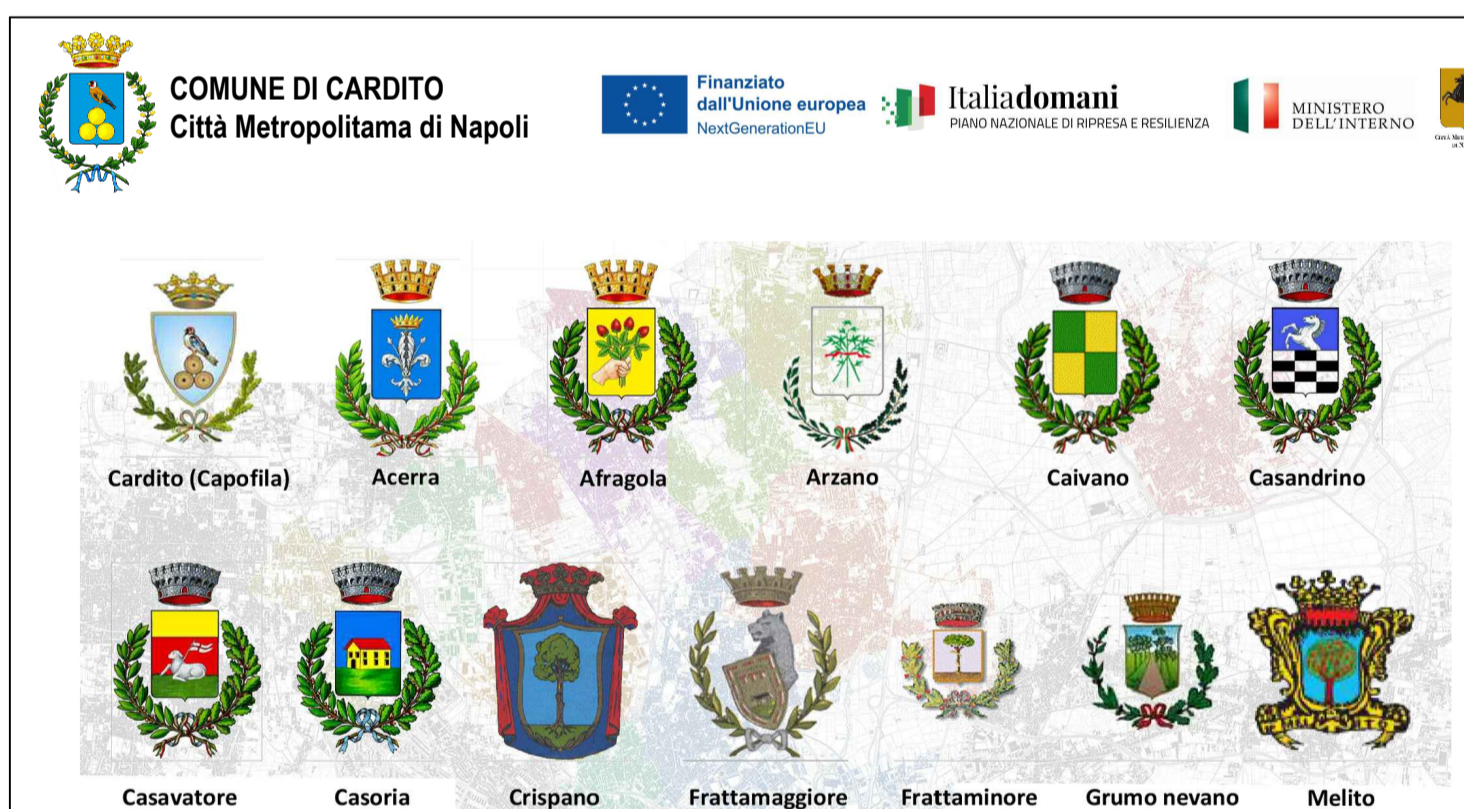 COMUNE DI CARDITO
Città Metropolitama di Napoli
Finanziato
dall'Unione europea
NextGenerationEU
Italiadomani
PIANO NAZIONALE DI RIPRESA E RESILIENZA
MINISTERO
DELL'INTERNO
Cardito (Capofila)
Acerra
Afragola
Arzano
Caivano
Casandrino
Casavatore
Casoria
Crispano
Frattamaggiore
Frattaminore
Grumo nevano
Melito